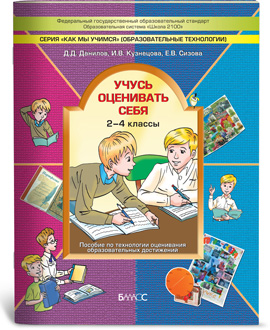 Федеральный государственный образовательный стандарт
Образовательная система «Школа 2100»
СЕРИЯ «КАК МЫ УЧИМСЯ» (ОБРАЗОВАТЕЛЬНЫЕ ТЕХНОЛОГИИ)
Д.Д. Данилов, И.В. Кузнецова, Е.В. Сизова
УЧУСЬ
ОЦЕНИВАТЬ
СЕБЯ
2–4 классы
Пособие по технологии оценивания
образовательных достижений
БАЛАСС